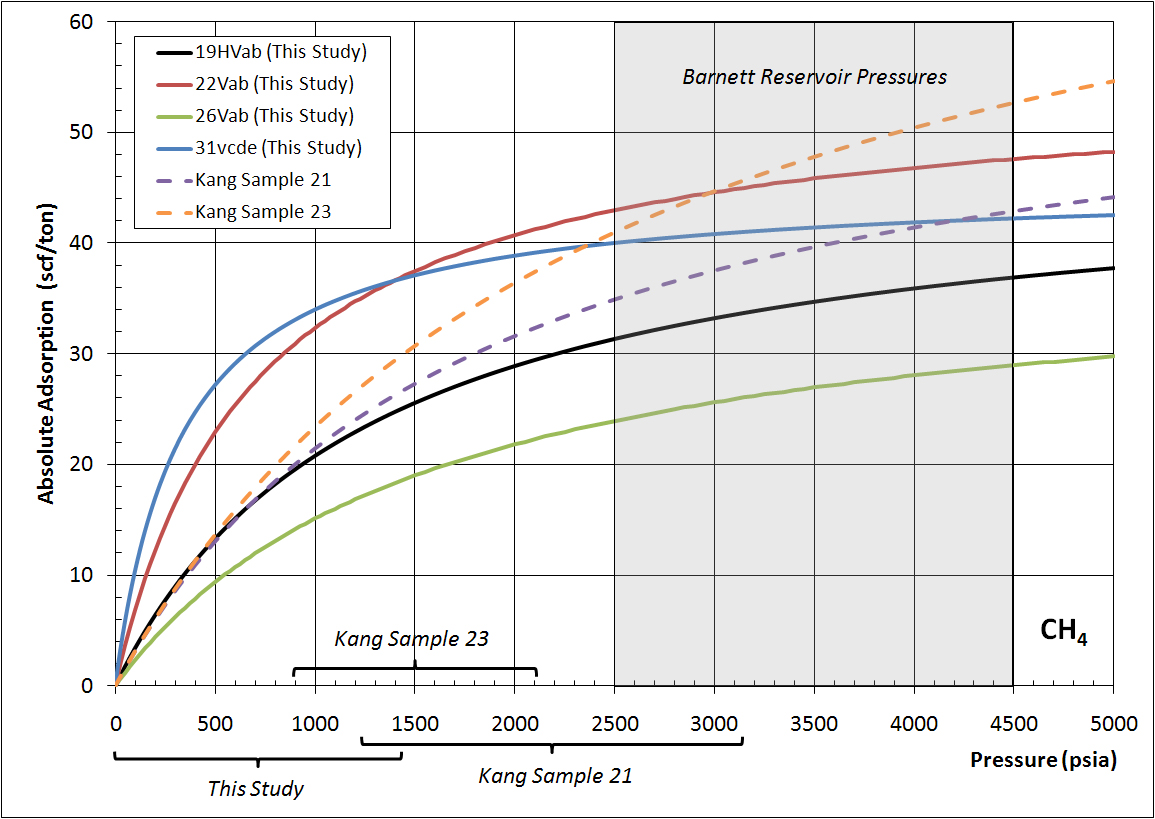 60
50
40
30
20
10
0
Absolute Adsorption (scf/ton)
19HVab (This Study)
22Vab (This Study)
26Vab (This Study)
31vcde (This Study)
Kang Sample 21
Kang Sample 23
Barnett Reservoir Pressures
CH₄
Kang Sample 23
0 500 1000 1500 2000 2500 3000 3500 4000 4500 5000
Pressure (psia)
Kang Sample 21
This Study